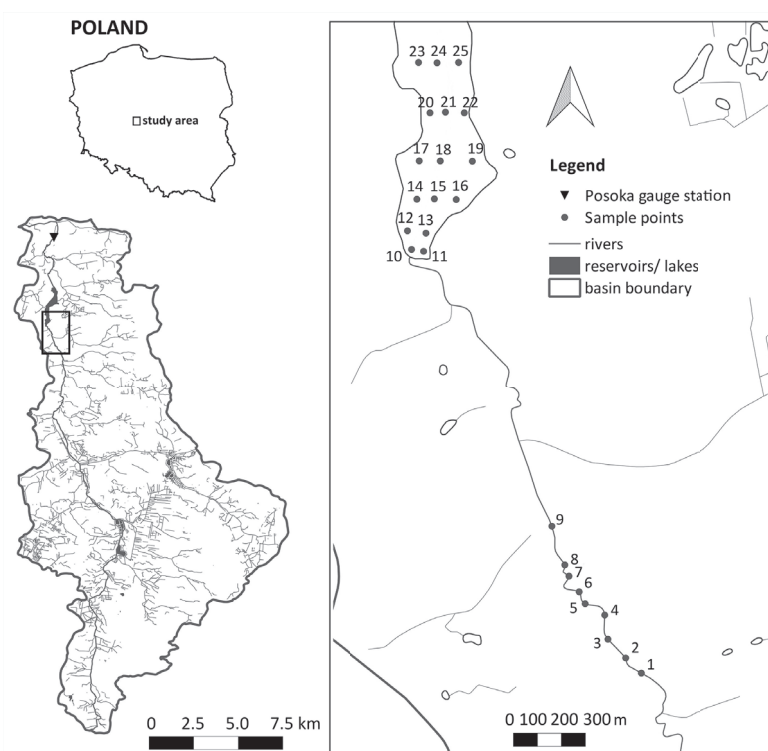 POLAND
study area
0 2.5 5.0 7.5 km
23 24 25
20 21 22
17 18 19
14 15 16
12 13
10 11
Legend
Posoka gauge station
Sample points
rivers
reservoirs/ lakes
basin boundary
9
8
7
6
5 4
3
2
1
0 100 200 300 m